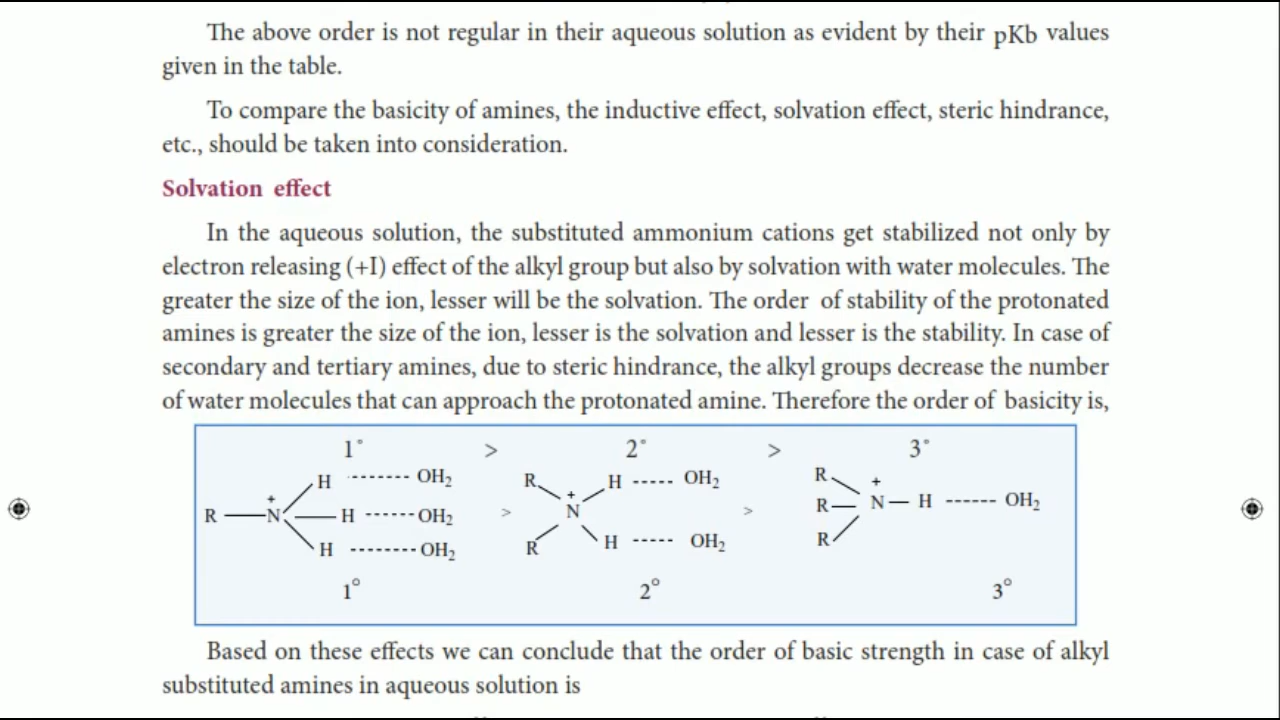 The above order is not regular in their aqueous solution as evident by their pKb values
given in the table.
To compare the basicity of amines, the inductive effect, solvation effect, steric hindrance,
etc., should be taken into consideration.
Solvation effect
In the aqueous solution, the substituted ammonium cations get stabilized not only by
electron releasing (+I) effect of the alkyl group but also by solvation with water molecules. The
greater the size of the ion, lesser will be the solvation. The order of stability of the protonated
amines is greater the size of the ion, lesser is the solvation and lesser is the stability. In case of
secondary and tertiary amines, due to steric hindrance, the alkyl groups decrease the number
of water molecules that can approach the protonated amine. Therefore the order of basicity is,
1° > 2° > 3°
H -------- OH₂ R H ----- OH₂ R +
+ +
R — N — H ------ OH₂ > N > R — N — H ------ OH₂
H -------- OH₂ R H ----- OH₂ R
1° 2° 3°
Based on these effects we can conclude that the order of basic strength in case of alkyl
substituted amines in aqueous solution is